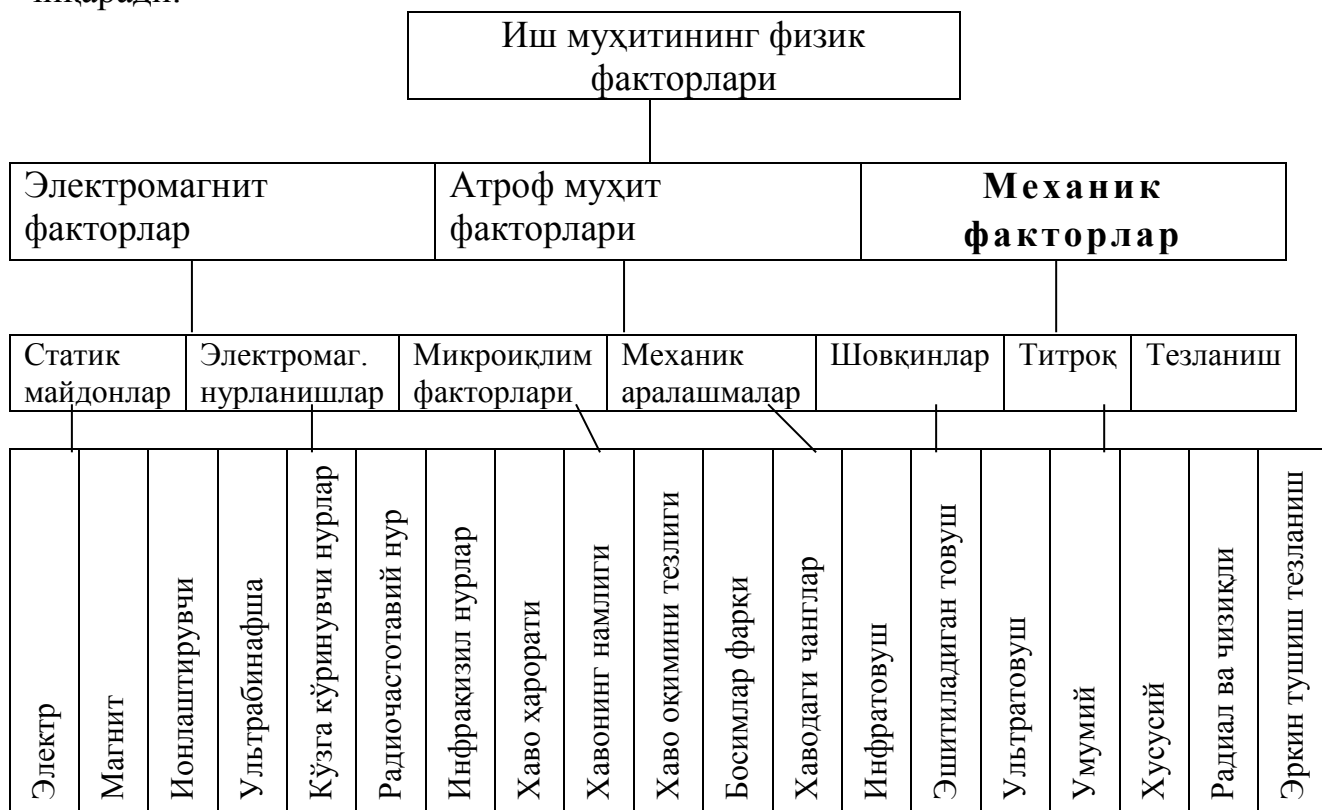 чиқаради.
Иш муҳитининг физик
факторлари
Электромагнит
факторлар
Атроф муҳит
факторлари
Механик
факторлар
Статик
майдонлар
Электромаг.
нурланишлар
Микроиқлим
факторлари
Механик
аралашмалар
Шовқинлар
Титроқ
Тезланиш
Электр
Магнит
Ионлаштирувчи
Ультрабинафша
Кўзга кўринувчи нурлар
Радиочастотавий нур
Инфрақизил нурлар
Хаво ҳарорати
Хавонинг намлиги
Хаво оқимини тезлиги
Босимлар фарқи
Хаводаги чанглар
Инфратовуш
Эшитиладиган товуш
Ультратовуш
Умумий
Хусусий
Радиал ва чизиқли
Эркин тушиш тезланиш